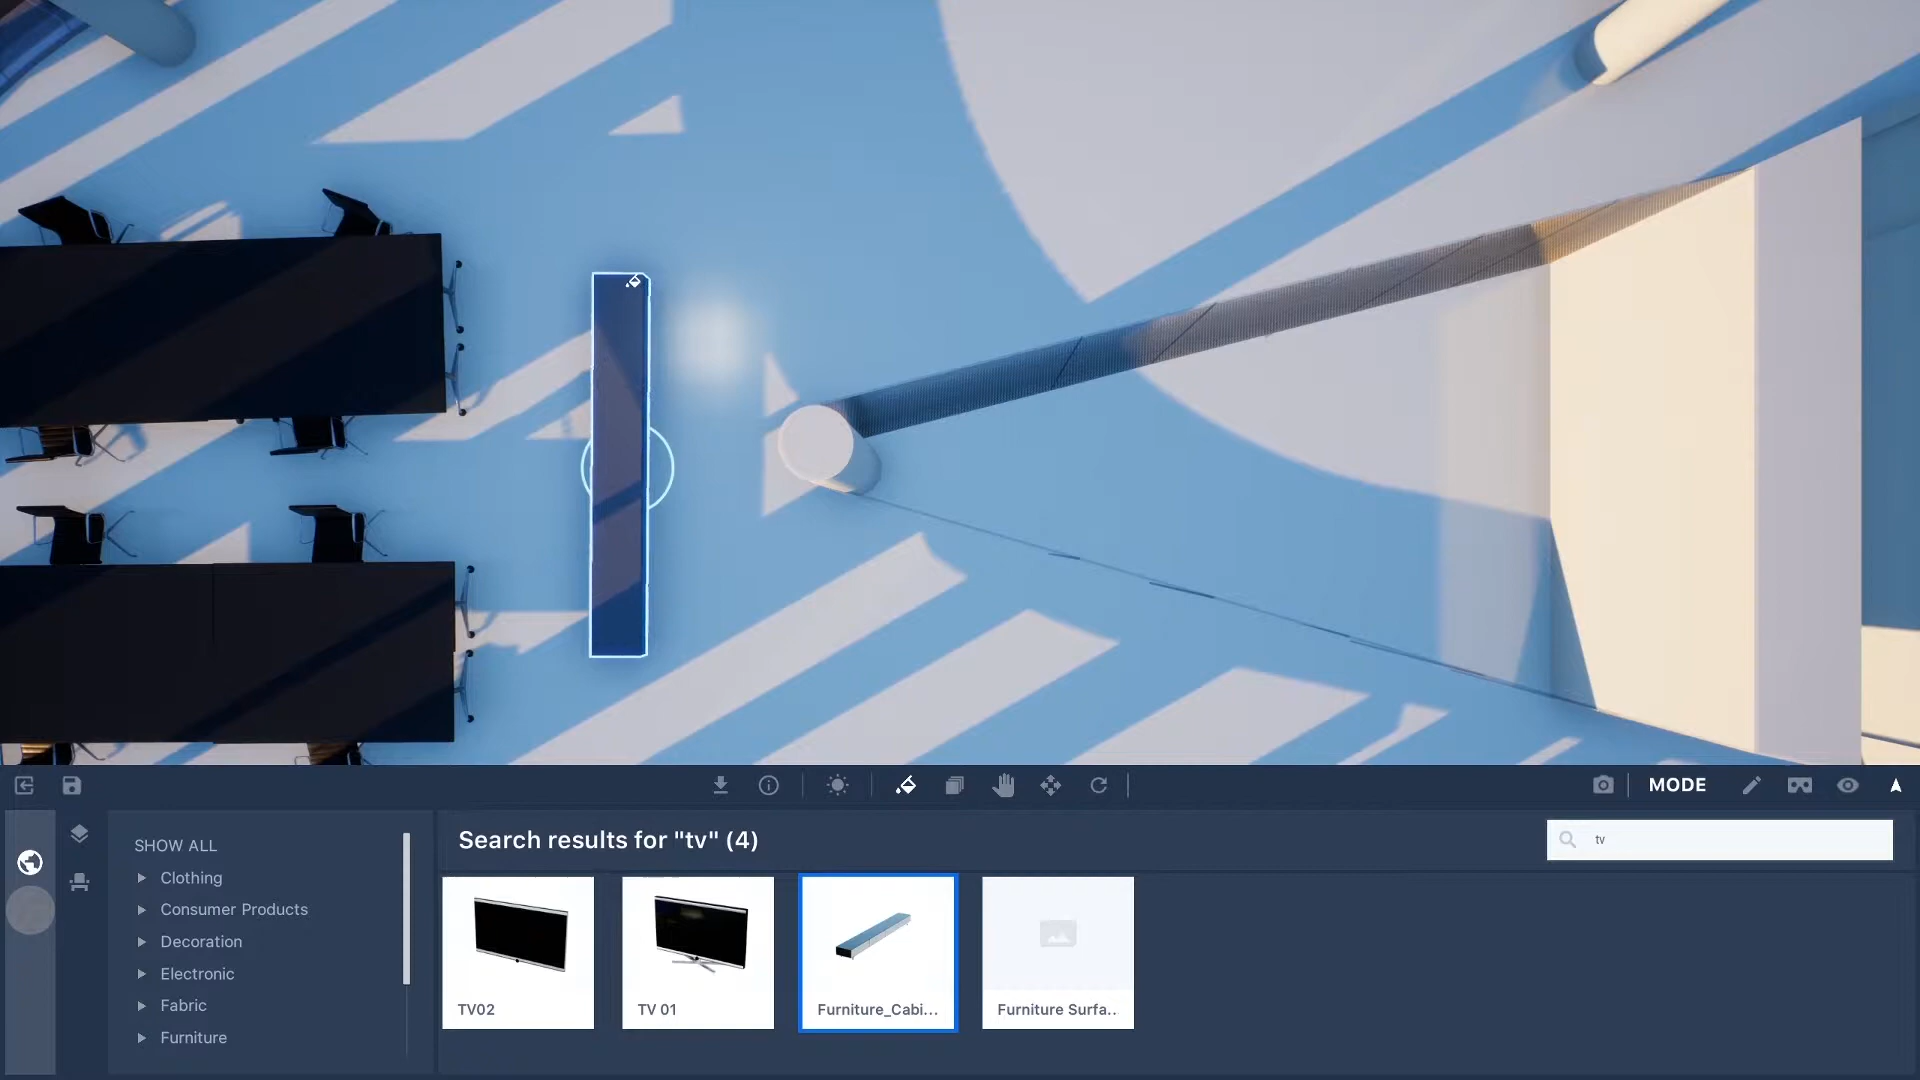 MODE
SHOW ALL
Clothing
Consumer Products
Decoration
Electronic
Fabric
Furniture
Search results for "tv" (4)
tv
TV02
TV 01
Furniture_Cabi...
Furniture Surfa...